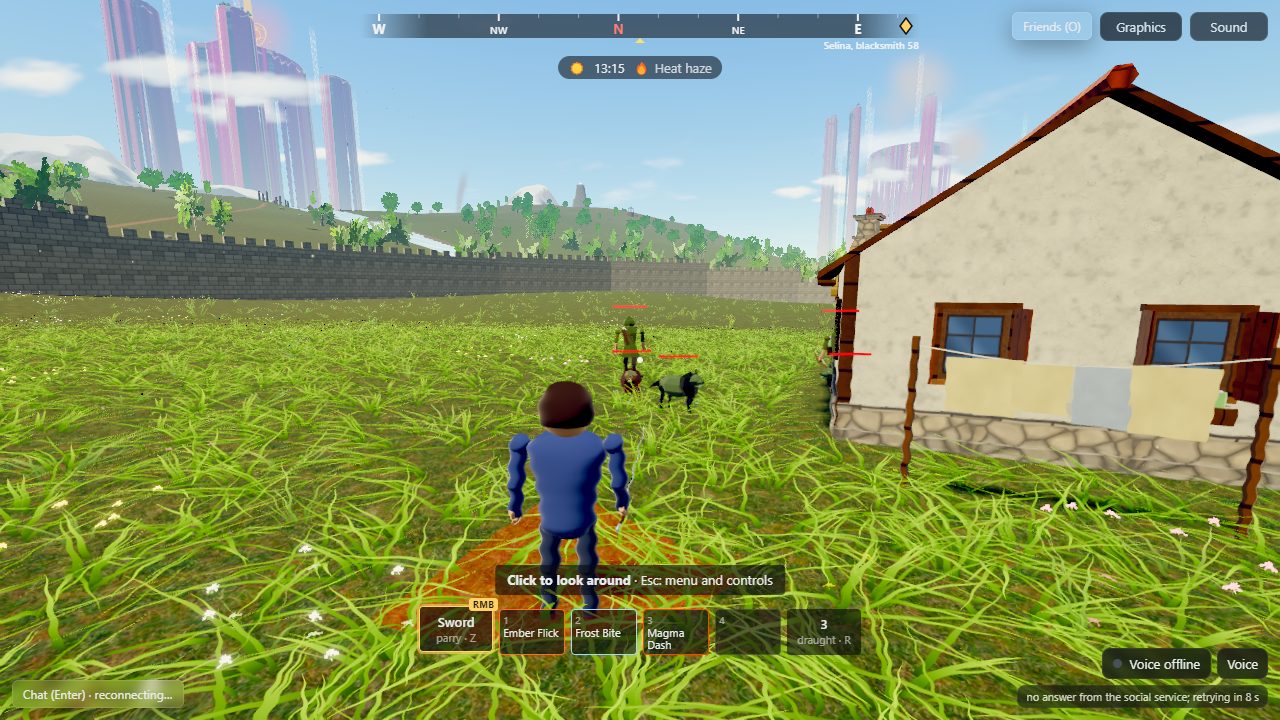 W NW N NE E
Selina, blacksmith 58
Friends (O) Graphics Sound
13:15 Heat haze
Click to look around · Esc: menu and controls
RMB
Sword
parry · Z
1
Ember Flick
2
Frost Bite
3
Magma
Dash
4
3
draught · R
Voice offline Voice
Chat (Enter) · reconnecting...
no answer from the social service; retrying in 8 s